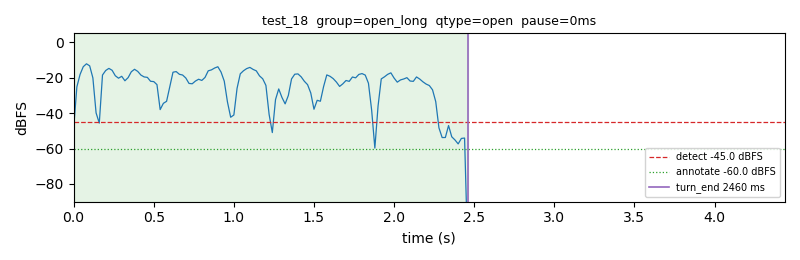 test_18  group=open_long  qtype=open  pause=0ms
0
−20
−40
−60
−80
dBFS
0.0
0.5
1.0
1.5
2.0
2.5
3.0
3.5
4.0
time (s)
detect -45.0 dBFS
annotate -60.0 dBFS
turn_end 2460 ms